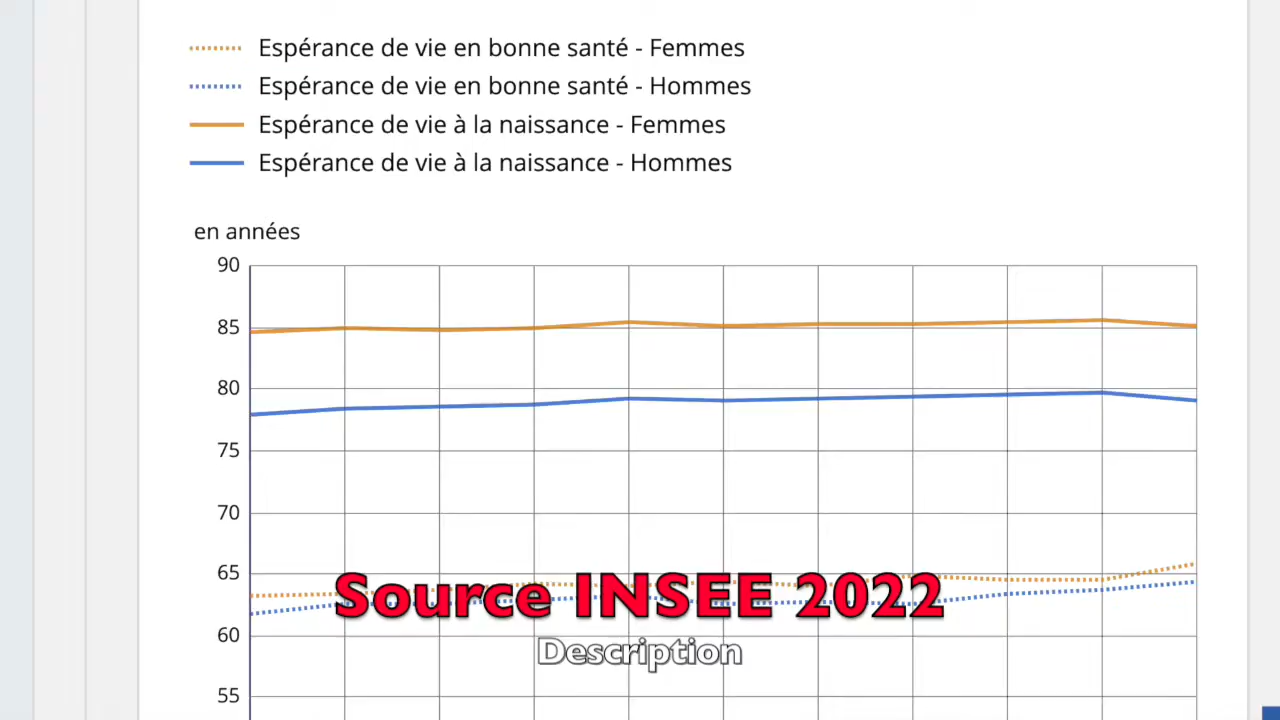 Espérance de vie en bonne santé - Femmes
Espérance de vie en bonne santé - Hommes
Espérance de vie à la naissance - Femmes
Espérance de vie à la naissance - Hommes
en années
90
85
80
75
70
65
60
55
Source INSEE 2022
Description